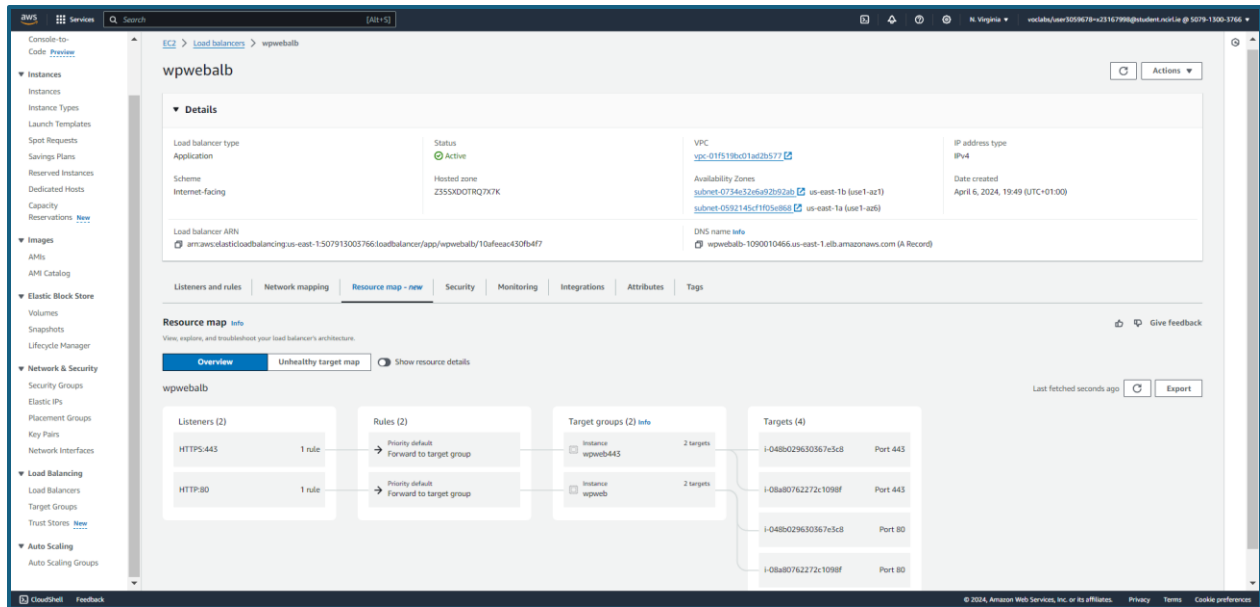 aws Services Search [Alt+S] N. Virginia voclabs/user3059678=x23167998@student.ncirl.ie @ 5079-1300-3766
Console-to-
Code Preview
Instances
Instances
Instance Types
Launch Templates
Spot Requests
Savings Plans
Reserved Instances
Dedicated Hosts
Capacity
Reservations New
Images
AMIs
AMI Catalog
Elastic Block Store
Volumes
Snapshots
Lifecycle Manager
Network & Security
Security Groups
Elastic IPs
Placement Groups
Key Pairs
Network Interfaces
Load Balancing
Load Balancers
Target Groups
Trust Stores New
Auto Scaling
Auto Scaling Groups
EC2 > Load balancers > wpwebalb
wpwebalb
Actions
Details
Load balancer type
Application
Status
Active
VPC
vpc-01f519bc01ad2b577
IP address type
IPv4
Scheme
Internet-facing
Hosted zone
Z35SXDOTRQ7X7K
Availability Zones
subnet-0734e32e6a92b92ab us-east-1b (use1-az1)
subnet-0592145cf1f05e868 us-east-1a (use1-az6)
Date created
April 6, 2024, 19:49 (UTC+01:00)
Load balancer ARN
arn:aws:elasticloadbalancing:us-east-1:507913003766:loadbalancer/app/wpwebalb/10afeeac430fb4f7
DNS name Info
wpwebalb-1090010466.us-east-1.elb.amazonaws.com (A Record)
Listeners and rules Network mapping Resource map - new Security Monitoring Integrations Attributes Tags
Resource map Info
Give feedback
View, explore, and troubleshoot your load balancer's architecture.
Overview Unhealthy target map Show resource details
wpwebalb
Last fetched seconds ago Export
Listeners (2)
HTTPS:443 1 rule
HTTP:80 1 rule
Rules (2)
Priority default
Forward to target group
Priority default
Forward to target group
Target groups (2) Info
Instance 2 targets
wpweb443
Instance 2 targets
wpweb
Targets (4)
i-048b029630367e3c8 Port 443
i-08a80762272c1098f Port 443
i-048b029630367e3c8 Port 80
i-08a80762272c1098f Port 80
CloudShell Feedback © 2024, Amazon Web Services, Inc. or its affiliates. Privacy Terms Cookie preferences